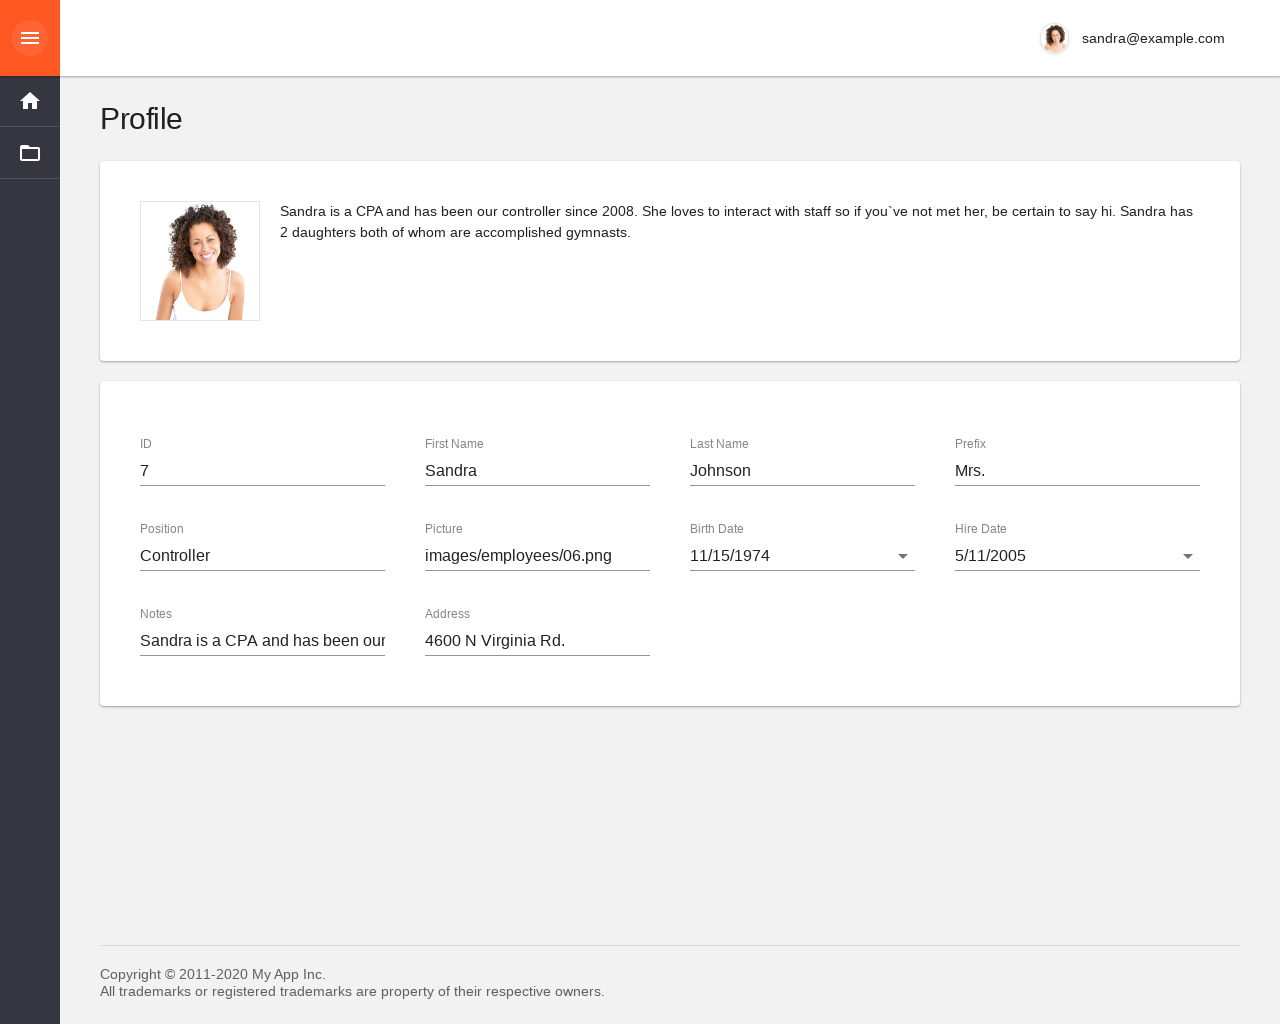 sandra@example.com
Profile
Sandra is a CPA and has been our controller since 2008. She loves to interact with staff so if you`ve not met her, be certain to say hi. Sandra has
2 daughters both of whom are accomplished gymnasts.
ID
First Name
Last Name
Prefix
7
Sandra
Johnson
Mrs.
Position
Picture
Birth Date
Hire Date
Controller
images/employees/06.png
11/15/1974
5/11/2005
Notes
Address
Sandra is a CPA and has been our
4600 N Virginia Rd.
Copyright © 2011-2020 My App Inc.
All trademarks or registered trademarks are property of their respective owners.